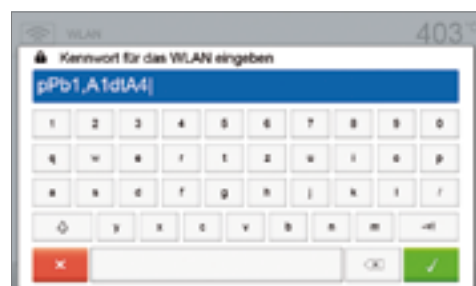 WLAN 403°
Kennwort für das WLAN eingeben
pPb1,A1dtA4
1 2 3 4 5 6 7 8 9 0
q w e r t z u i o p
a s d f g h j k l /
y x c v b n m